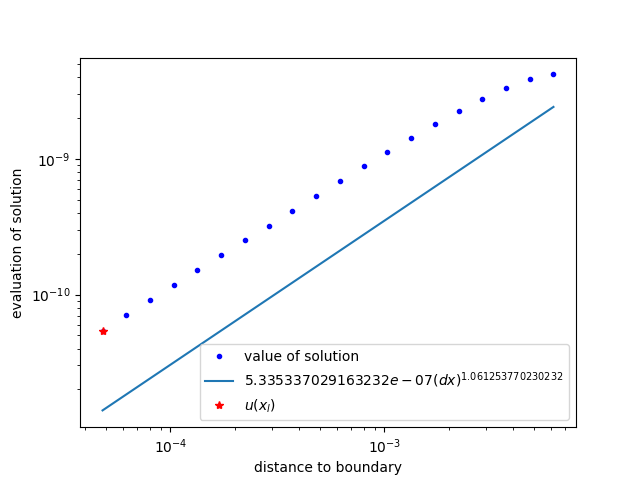 evaluation of solution
10⁻⁹
10⁻¹⁰
value of solution
5.335337029163232e − 07(dx)^1.061253770230232
u(x_l)
10⁻⁴
10⁻³
distance to boundary